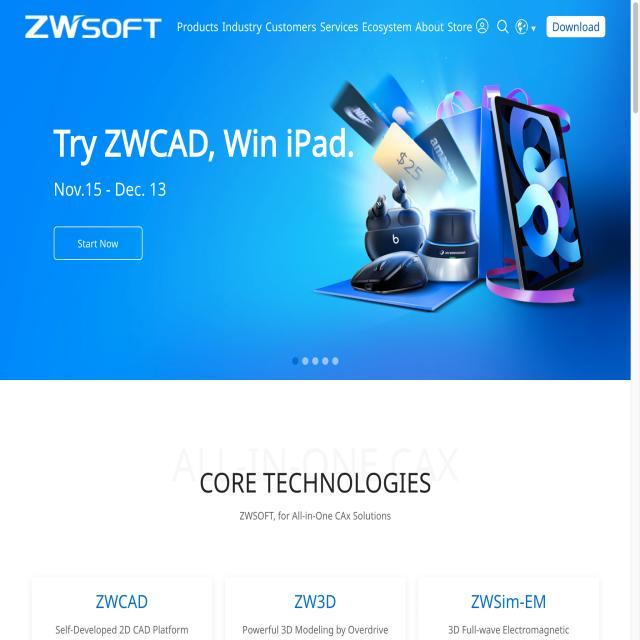 ZWSOFT
Products Industry Customers Services Ecosystem About Store
Download
NIKE
amazon
$25
Try ZWCAD, Win iPad.
Nov.15 - Dec. 13
Start Now
ALL-IN-ONE CAX
CORE TECHNOLOGIES
ZWSOFT, for All-in-One CAx Solutions
ZWCAD
Self-Developed 2D CAD Platform
ZW3D
Powerful 3D Modeling by Overdrive
ZWSim-EM
3D Full-wave Electromagnetic